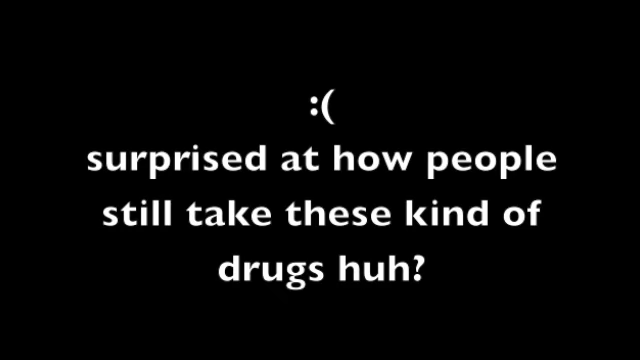 :(
surprised at how people
still take these kind of
drugs huh?